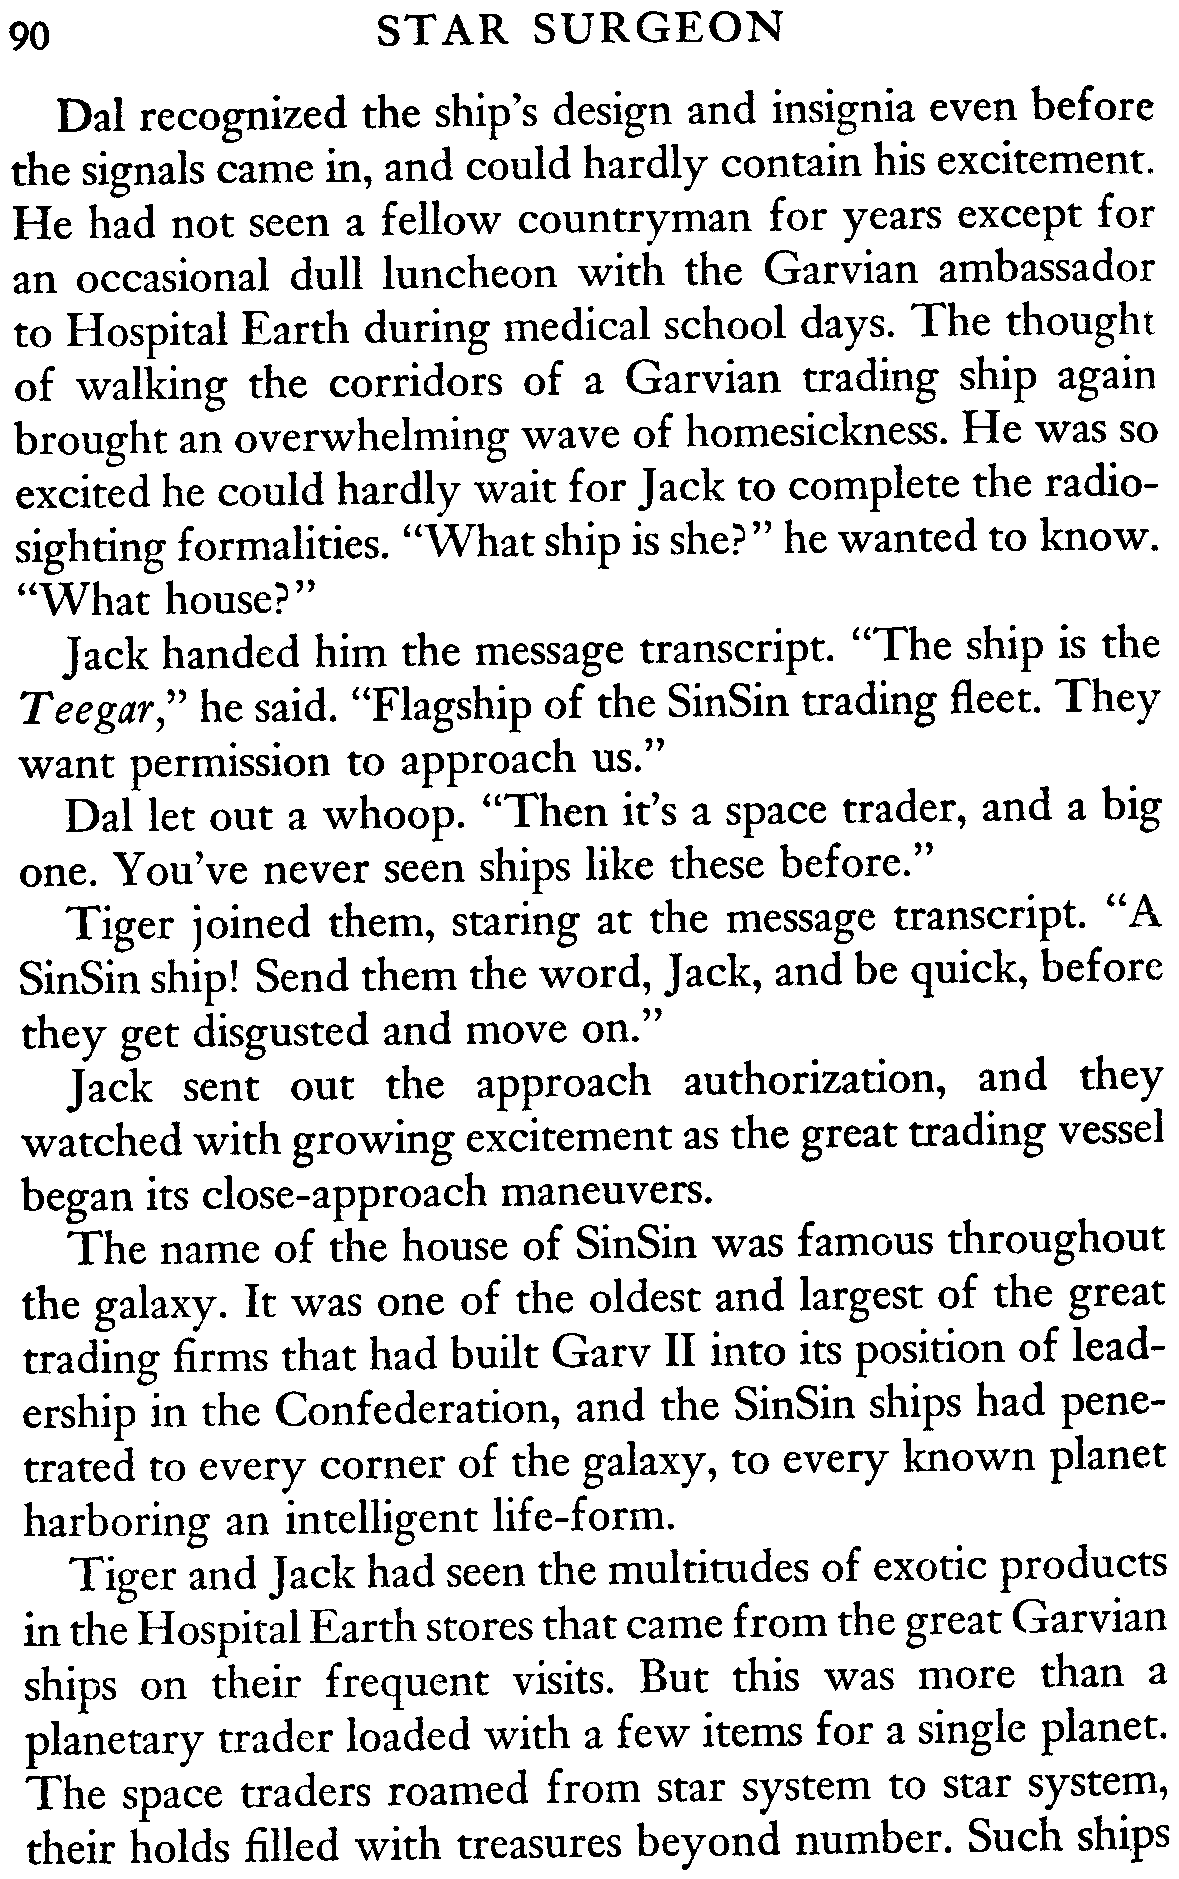 90 STAR SURGEON
Dal recognized the ship's design and insignia even before
the signals came in, and could hardly contain his excitement.
He had not seen a fellow countryman for years except for
an occasional dull luncheon with the Garvian ambassador
to Hospital Earth during medical school days. The thought
of walking the corridors of a Garvian trading ship again
brought an overwhelming wave of homesickness. He was so
excited he could hardly wait for Jack to complete the radio-
sighting formalities. “What ship is she?” he wanted to know.
“What house?”
Jack handed him the message transcript. “The ship is the
Teegar,” he said. “Flagship of the SinSin trading fleet. They
want permission to approach us.”
Dal let out a whoop. “Then it's a space trader, and a big
one. You've never seen ships like these before.”
Tiger joined them, staring at the message transcript. “A
SinSin ship! Send them the word, Jack, and be quick, before
they get disgusted and move on.”
Jack sent out the approach authorization, and they
watched with growing excitement as the great trading vessel
began its close-approach maneuvers.
The name of the house of SinSin was famous throughout
the galaxy. It was one of the oldest and largest of the great
trading firms that had built Garv II into its position of lead-
ership in the Confederation, and the SinSin ships had pene-
trated to every corner of the galaxy, to every known planet
harboring an intelligent life-form.
Tiger and Jack had seen the multitudes of exotic products
in the Hospital Earth stores that came from the great Garvian
ships on their frequent visits. But this was more than a
planetary trader loaded with a few items for a single planet.
The space traders roamed from star system to star system,
their holds filled with treasures beyond number. Such ships